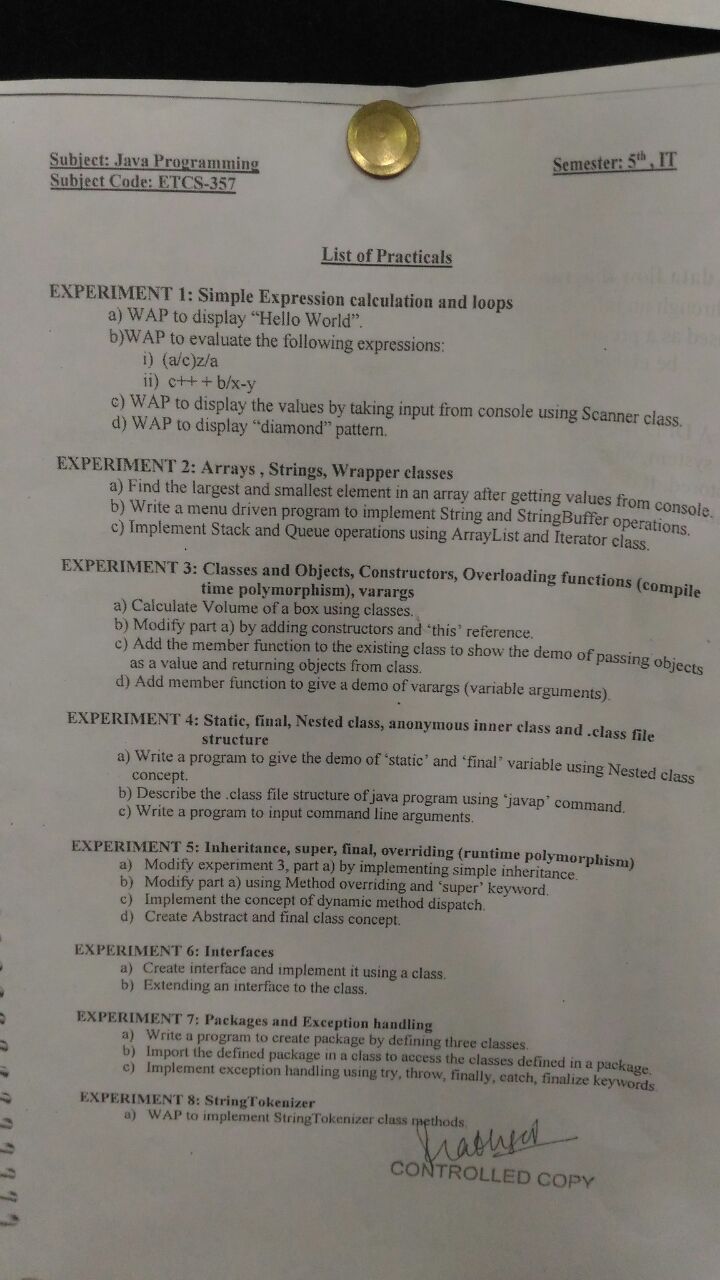 Subject: Java Programming
Semester: 5th , IT
Subject Code: ETCS-357
List of Practicals
EXPERIMENT 1: Simple Expression calculation and loops
a) WAP to display “Hello World”.
b)WAP to evaluate the following expressions:
i) (a/c)z/a
ii) c++ + b/x-y
c) WAP to display the values by taking input from console using Scanner class.
d) WAP to display “diamond” pattern.
EXPERIMENT 2: Arrays , Strings, Wrapper classes
a) Find the largest and smallest element in an array after getting values from console.
b) Write a menu driven program to implement String and StringBuffer operations.
c) Implement Stack and Queue operations using ArrayList and Iterator class.
EXPERIMENT 3: Classes and Objects, Constructors, Overloading functions (compile
time polymorphism), varargs
a) Calculate Volume of a box using classes.
b) Modify part a) by adding constructors and ‘this’ reference.
c) Add the member function to the existing class to show the demo of passing objects
as a value and returning objects from class.
d) Add member function to give a demo of varargs (variable arguments).
EXPERIMENT 4: Static, final, Nested class, anonymous inner class and .class file
structure
a) Write a program to give the demo of ‘static’ and ‘final’ variable using Nested class
concept.
b) Describe the .class file structure of java program using ‘javap’ command.
c) Write a program to input command line arguments.
EXPERIMENT 5: Inheritance, super, final, overriding (runtime polymorphism)
a) Modify experiment 3, part a) by implementing simple inheritance.
b) Modify part a) using Method overriding and ‘super’ keyword.
c) Implement the concept of dynamic method dispatch.
d) Create Abstract and final class concept.
EXPERIMENT 6: Interfaces
a) Create interface and implement it using a class.
b) Extending an interface to the class.
EXPERIMENT 7: Packages and Exception handling
a) Write a program to create package by defining three classes.
b) Import the defined package in a class to access the classes defined in a package.
c) Implement exception handling using try, throw, finally, catch, finalize keywords
EXPERIMENT 8: StringTokenizer
a) WAP to implement StringTokenizer class methods.
CONTROLLED COPY